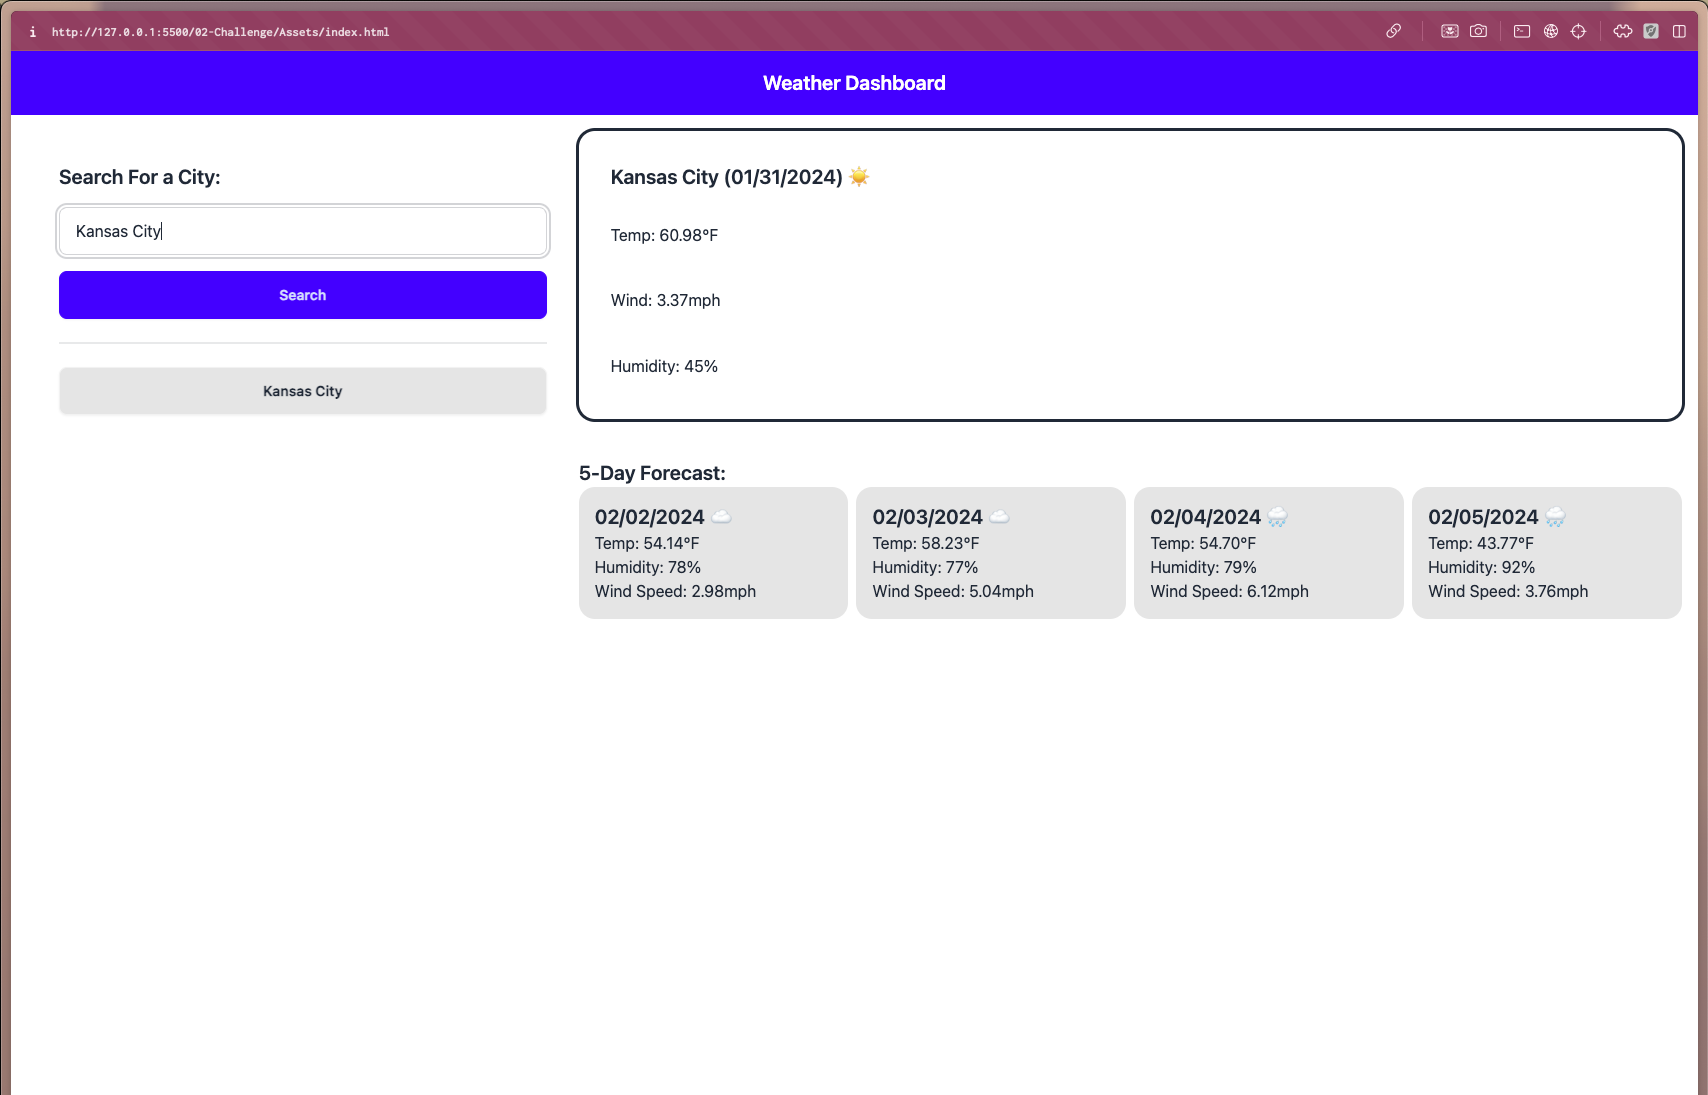 http://127.0.0.1:5500/02-Challenge/Assets/index.html
Weather Dashboard
Search For a City:
Kansas City
Search
Kansas City
Kansas City (01/31/2024) ☀️
Temp: 60.98°F
Wind: 3.37mph
Humidity: 45%
5-Day Forecast:
02/02/2024 ☁️
Temp: 54.14°F
Humidity: 78%
Wind Speed: 2.98mph
02/03/2024 ☁️
Temp: 58.23°F
Humidity: 77%
Wind Speed: 5.04mph
02/04/2024 🌧️
Temp: 54.70°F
Humidity: 79%
Wind Speed: 6.12mph
02/05/2024 🌧️
Temp: 43.77°F
Humidity: 92%
Wind Speed: 3.76mph